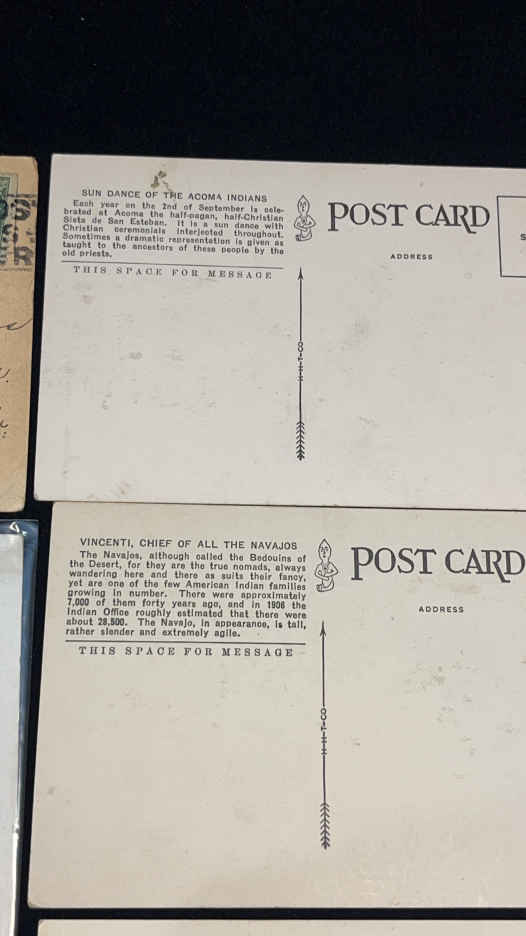 SUN DANCE OF THE ACOMA INDIANS
Each year on the 2nd of September is cele-
brated at Acoma the half-pagan, half-Christian
Sista de San Esteban. It is a sun dance with
Christian ceremonials interjected throughout.
Sometimes a dramatic representation is given as
taught to the ancestors of these people by the
old priests.
THIS SPACE FOR MESSAGE
POST CARD
ADDRESS
H-H-T-CO
VINCENTI, CHIEF OF ALL THE NAVAJOS
The Navajos, although called the Bedouins of
the Desert, for they are the true nomads, always
wandering here and there as suits their fancy,
yet are one of the few American Indian families
growing in number. There were approximately
7,000 of them forty years ago, and in 1906 the
Indian Office roughly estimated that there were
about 28,500. The Navajo, in appearance, is tall,
rather slender and extremely agile.
THIS SPACE FOR MESSAGE
POST CARD
ADDRESS
H-H-T-CO